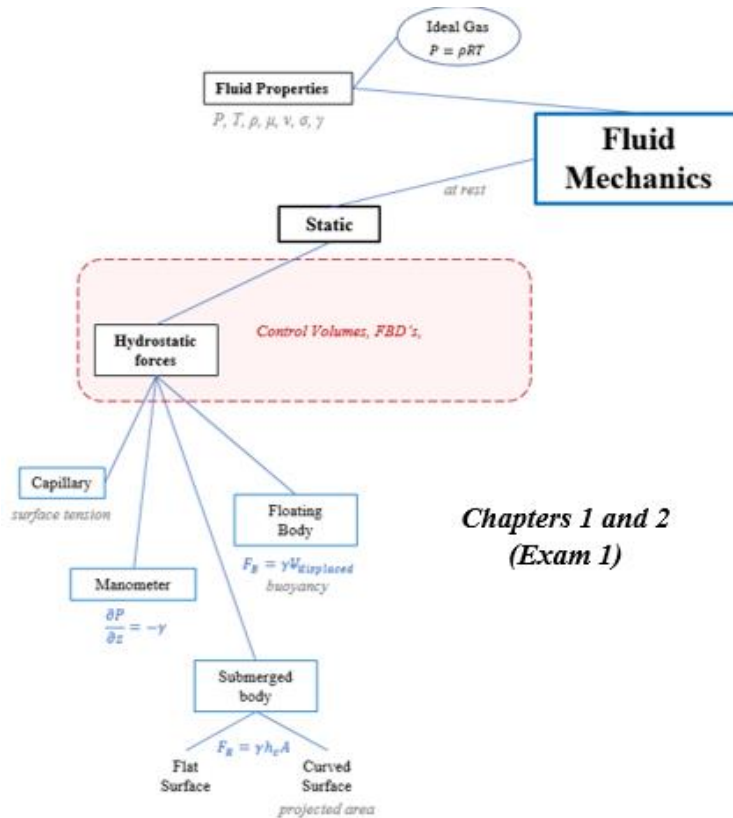 Ideal Gas
P = ρRT
Fluid Properties
P, T, ρ, μ, ν, σ, γ
Fluid
Mechanics
at rest
Static
Control Volumes, FBD's,
Hydrostatic
forces
Capillary
surface tension
Floating
Body
F_B = γV_displaced
buoyancy
Chapters 1 and 2
(Exam 1)
Manometer
∂P/∂z = −γ
Submerged
body
F_R = γh_cA
Flat
Surface
Curved
Surface
projected area